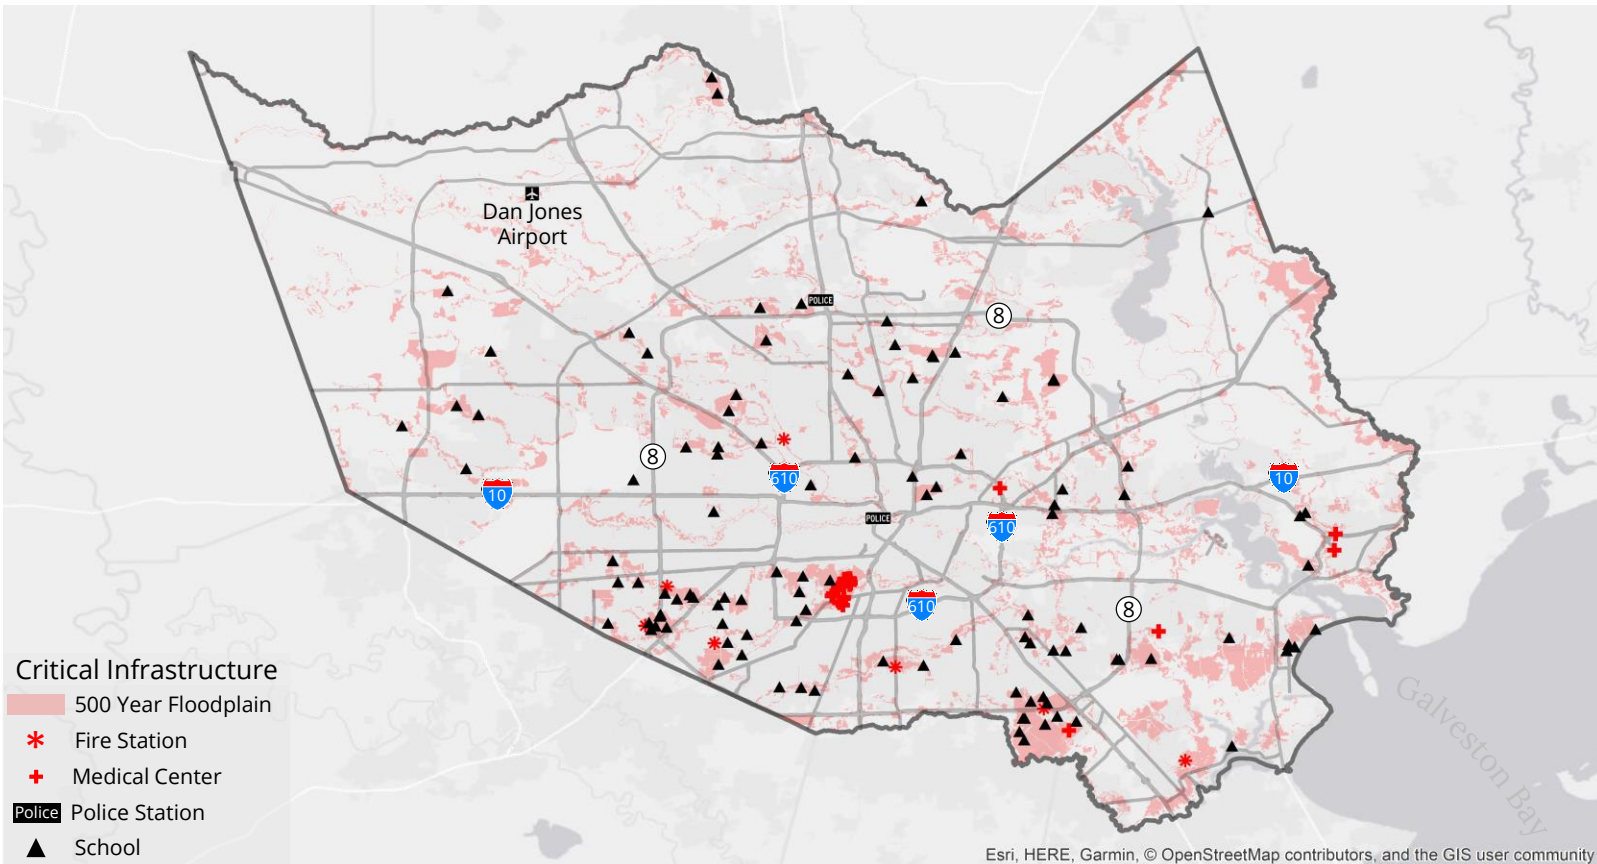 Dan Jones
Airport
POLICE
8
8
610
10
10
POLICE
610
610
8
Critical Infrastructure
500 Year Floodplain
Fire Station
Medical Center
Police Police Station
School
Galveston Bay
Esri, HERE, Garmin, © OpenStreetMap contributors, and the GIS user community